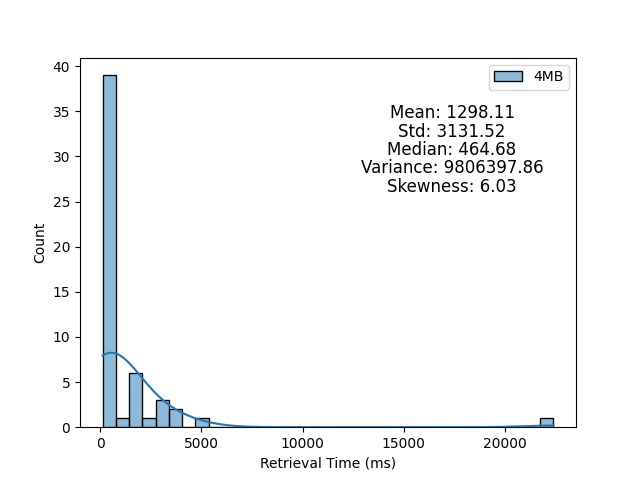 4MB
Mean: 1298.11
Std: 3131.52
Median: 464.68
Variance: 9806397.86
Skewness: 6.03
40
35
30
25
20
15
10
5
0
Count
0 5000 10000 15000 20000
Retrieval Time (ms)